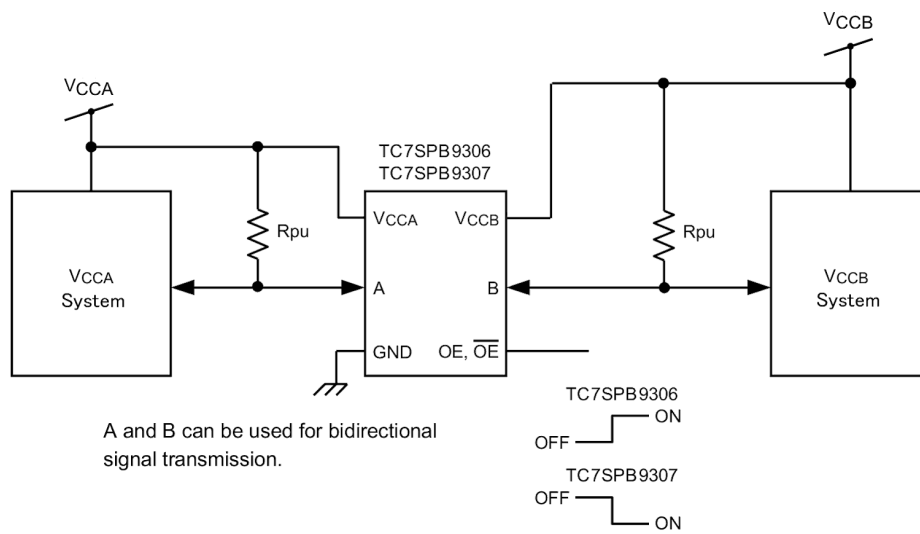 VCCB
VCCA
TC7SPB9306
TC7SPB9307
VCCA
VCCB
Rpu
Rpu
VCCA
System
A
B
VCCB
System
GND
OE, O̅E̅
TC7SPB9306
ON
OFF
A and B can be used for bidirectional
signal transmission.
TC7SPB9307
OFF
ON